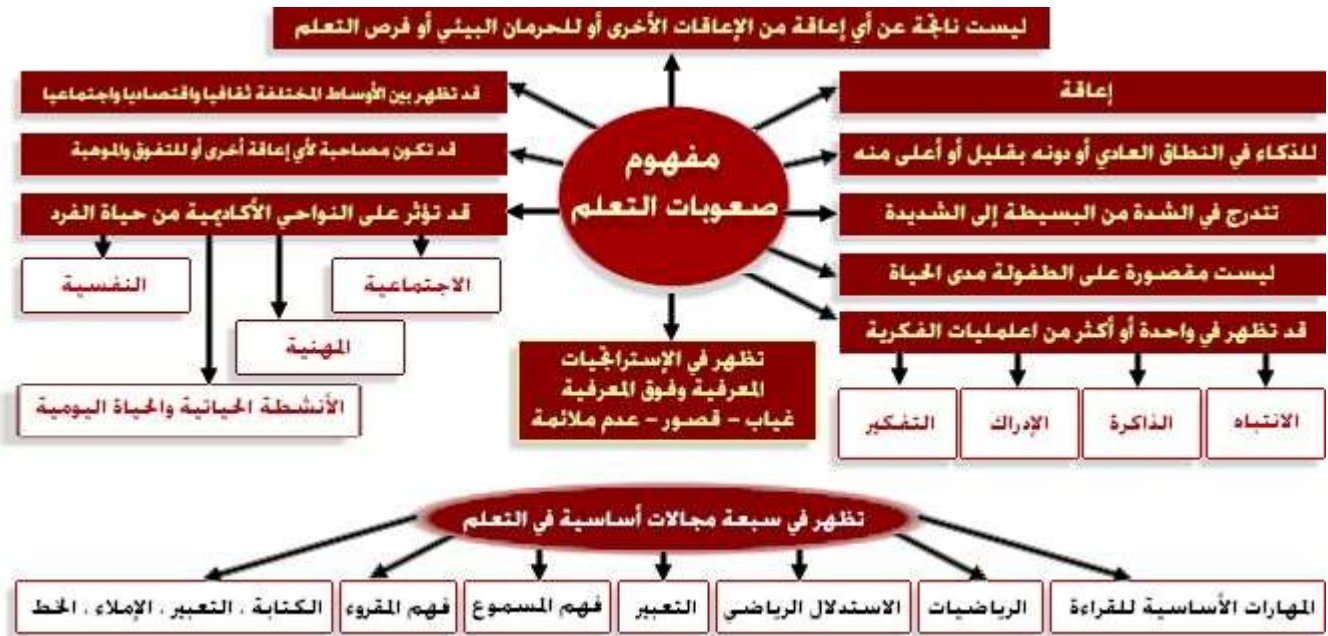 ليست ناتجة عن أي إعاقة من الإعاقات الأخرى أو للحرمان البيئي أو فرص التعلم
مفهوم
صعوبات التعلم
إعاقة
للذكاء في النطاق العادي أو دونه بقليل أو أعلى منه
تتدرج في الشدة من البسيطة إلى الشديدة
ليست مقصورة على الطفولة مدى الحياة
قد تظهر في واحدة أو أكثر من اعلمليات الفكرية
الانتباه
الذاكرة
الإدراك
التفكير
قد تظهر بين الأوساط المختلفة ثقافيا واقتصاديا واجتماعيا
قد تكون مصاحبة لأي إعاقة أخرى أو للتفوق والموهبة
قد تؤثر على النواحي الأكاديمية من حياة الفرد
الاجتماعية
النفسية
المهنية
الأنشطة الحياتية والحياة اليومية
تظهر في الإستراتجيات
المعرفية وفوق المعرفية
غياب – قصور – عدم ملائمة
تظهر في سبعة مجالات أساسية في التعلم
المهارات الأساسية للقراءة
الرياضيات
الاستدلال الرياضي
التعبير
فهم المسموع
فهم المقروء
الكتابة ، التعبير ، الإملاء ، الخط